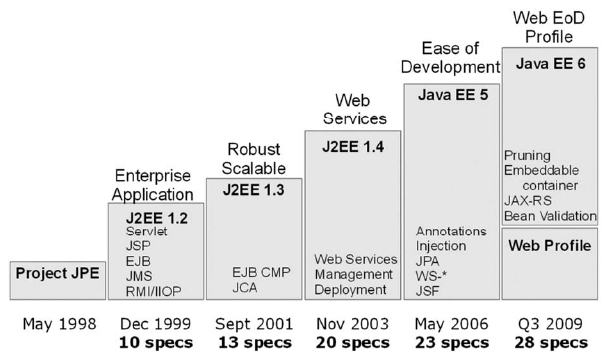 Project JPE
May 1998
Enterprise
Application
J2EE 1.2
Servlet
JSP
EJB
JMS
RMI/IIOP
Dec 1999
10 specs
Robust
Scalable
J2EE 1.3
EJB CMP
JCA
Sept 2001
13 specs
Web
Services
J2EE 1.4
Web Services
Management
Deployment
Nov 2003
20 specs
Ease of
Development
Java EE 5
Annotations
Injection
JPA
WS-*
JSF
May 2006
23 specs
Web EoD
Profile
Java EE 6
Pruning
Embeddable
container
JAX-RS
Bean Validation
Web Profile
Q3 2009
28 specs